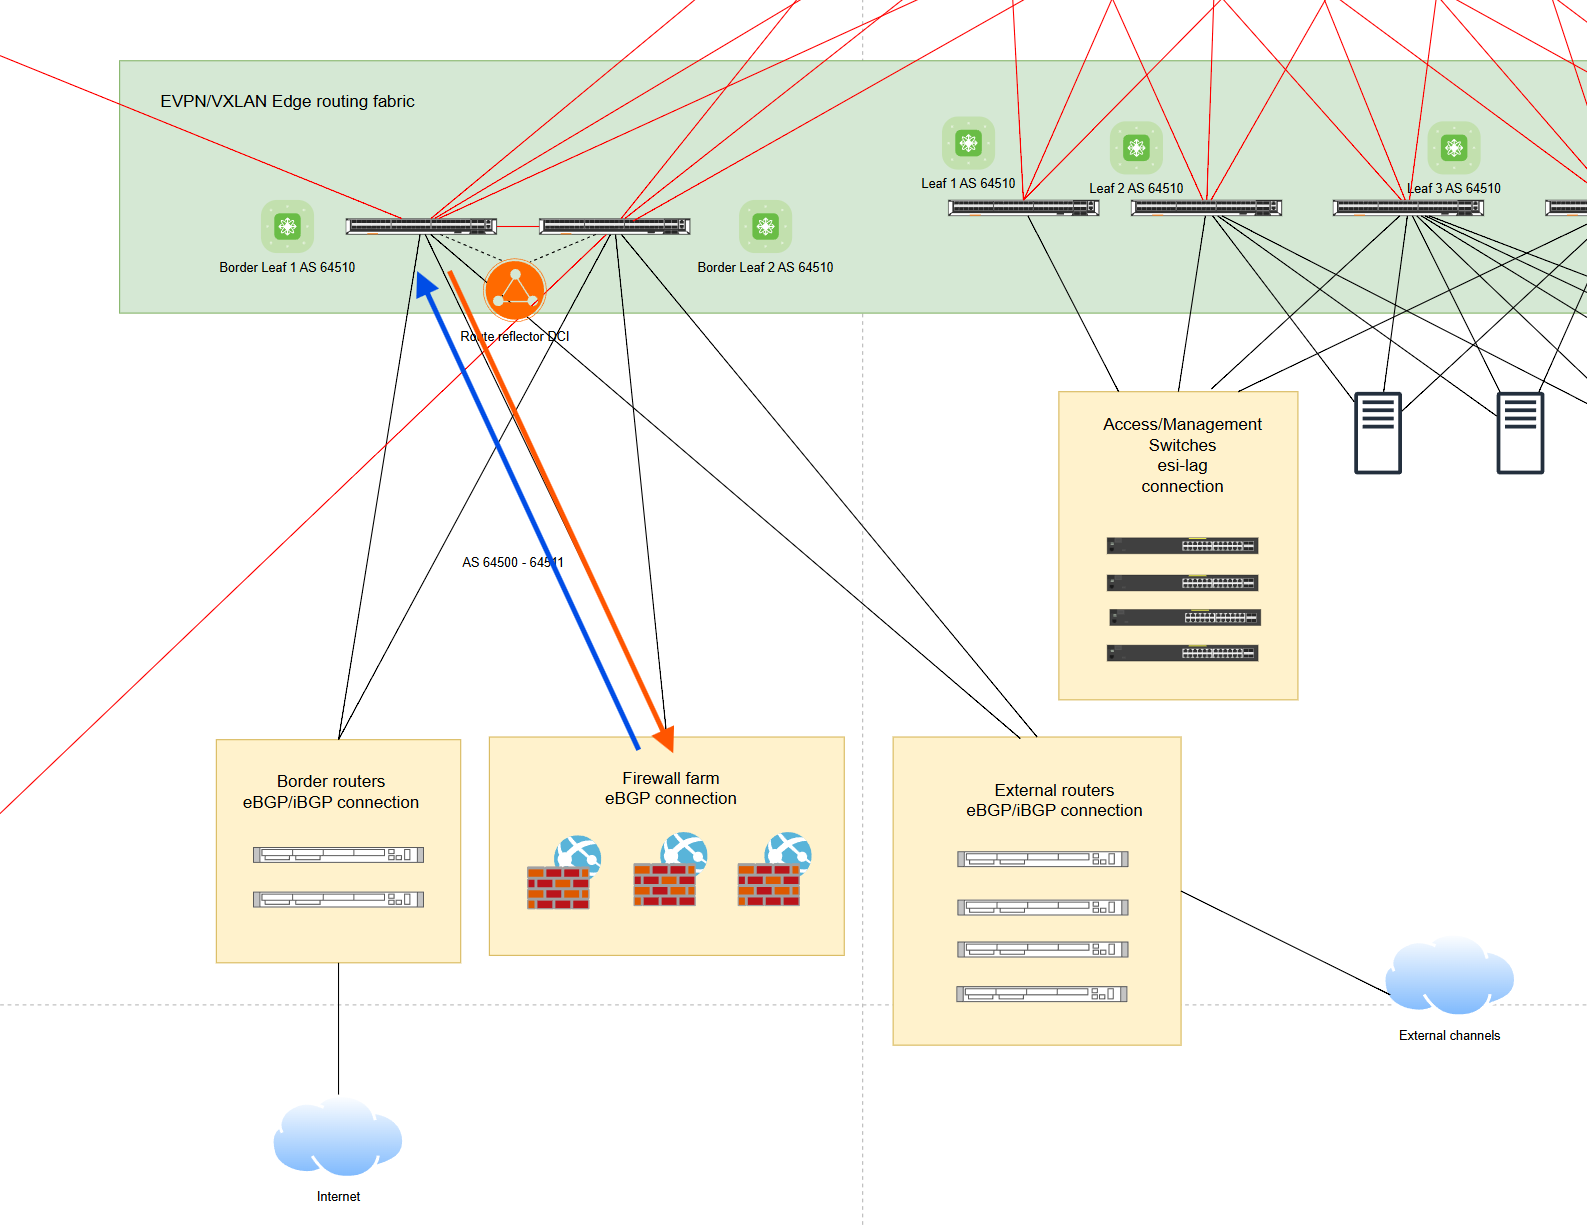 EVPN/VXLAN Edge routing fabric
Leaf 1 AS 64510
Leaf 2 AS 64510
Leaf 3 AS 64510
Border Leaf 1 AS 64510
Border Leaf 2 AS 64510
Route reflector DCI
Access/Management
Switches
esi-lag
connection
AS 64500 - 64511
Border routers
eBGP/iBGP connection
Firewall farm
eBGP connection
External routers
eBGP/iBGP connection
External channels
Internet